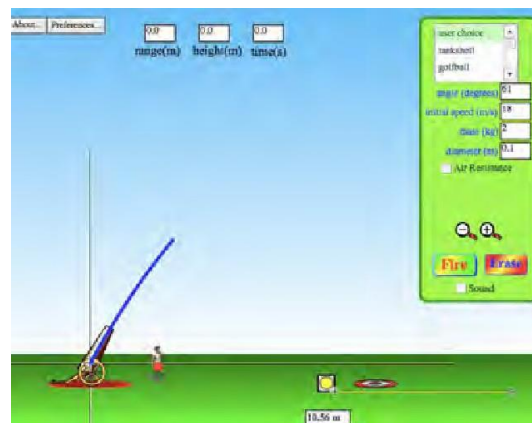 About... Preferences...
0.0 0.0 0.0
range(m) height(m) time(s)
user choice
tankshell
golfball
angle (degrees) 61
initial speed (m/s) 18
mass (kg) 2
diameter (m) 0.1
Air Resistance
Fire Erase
Sound
10.56 m